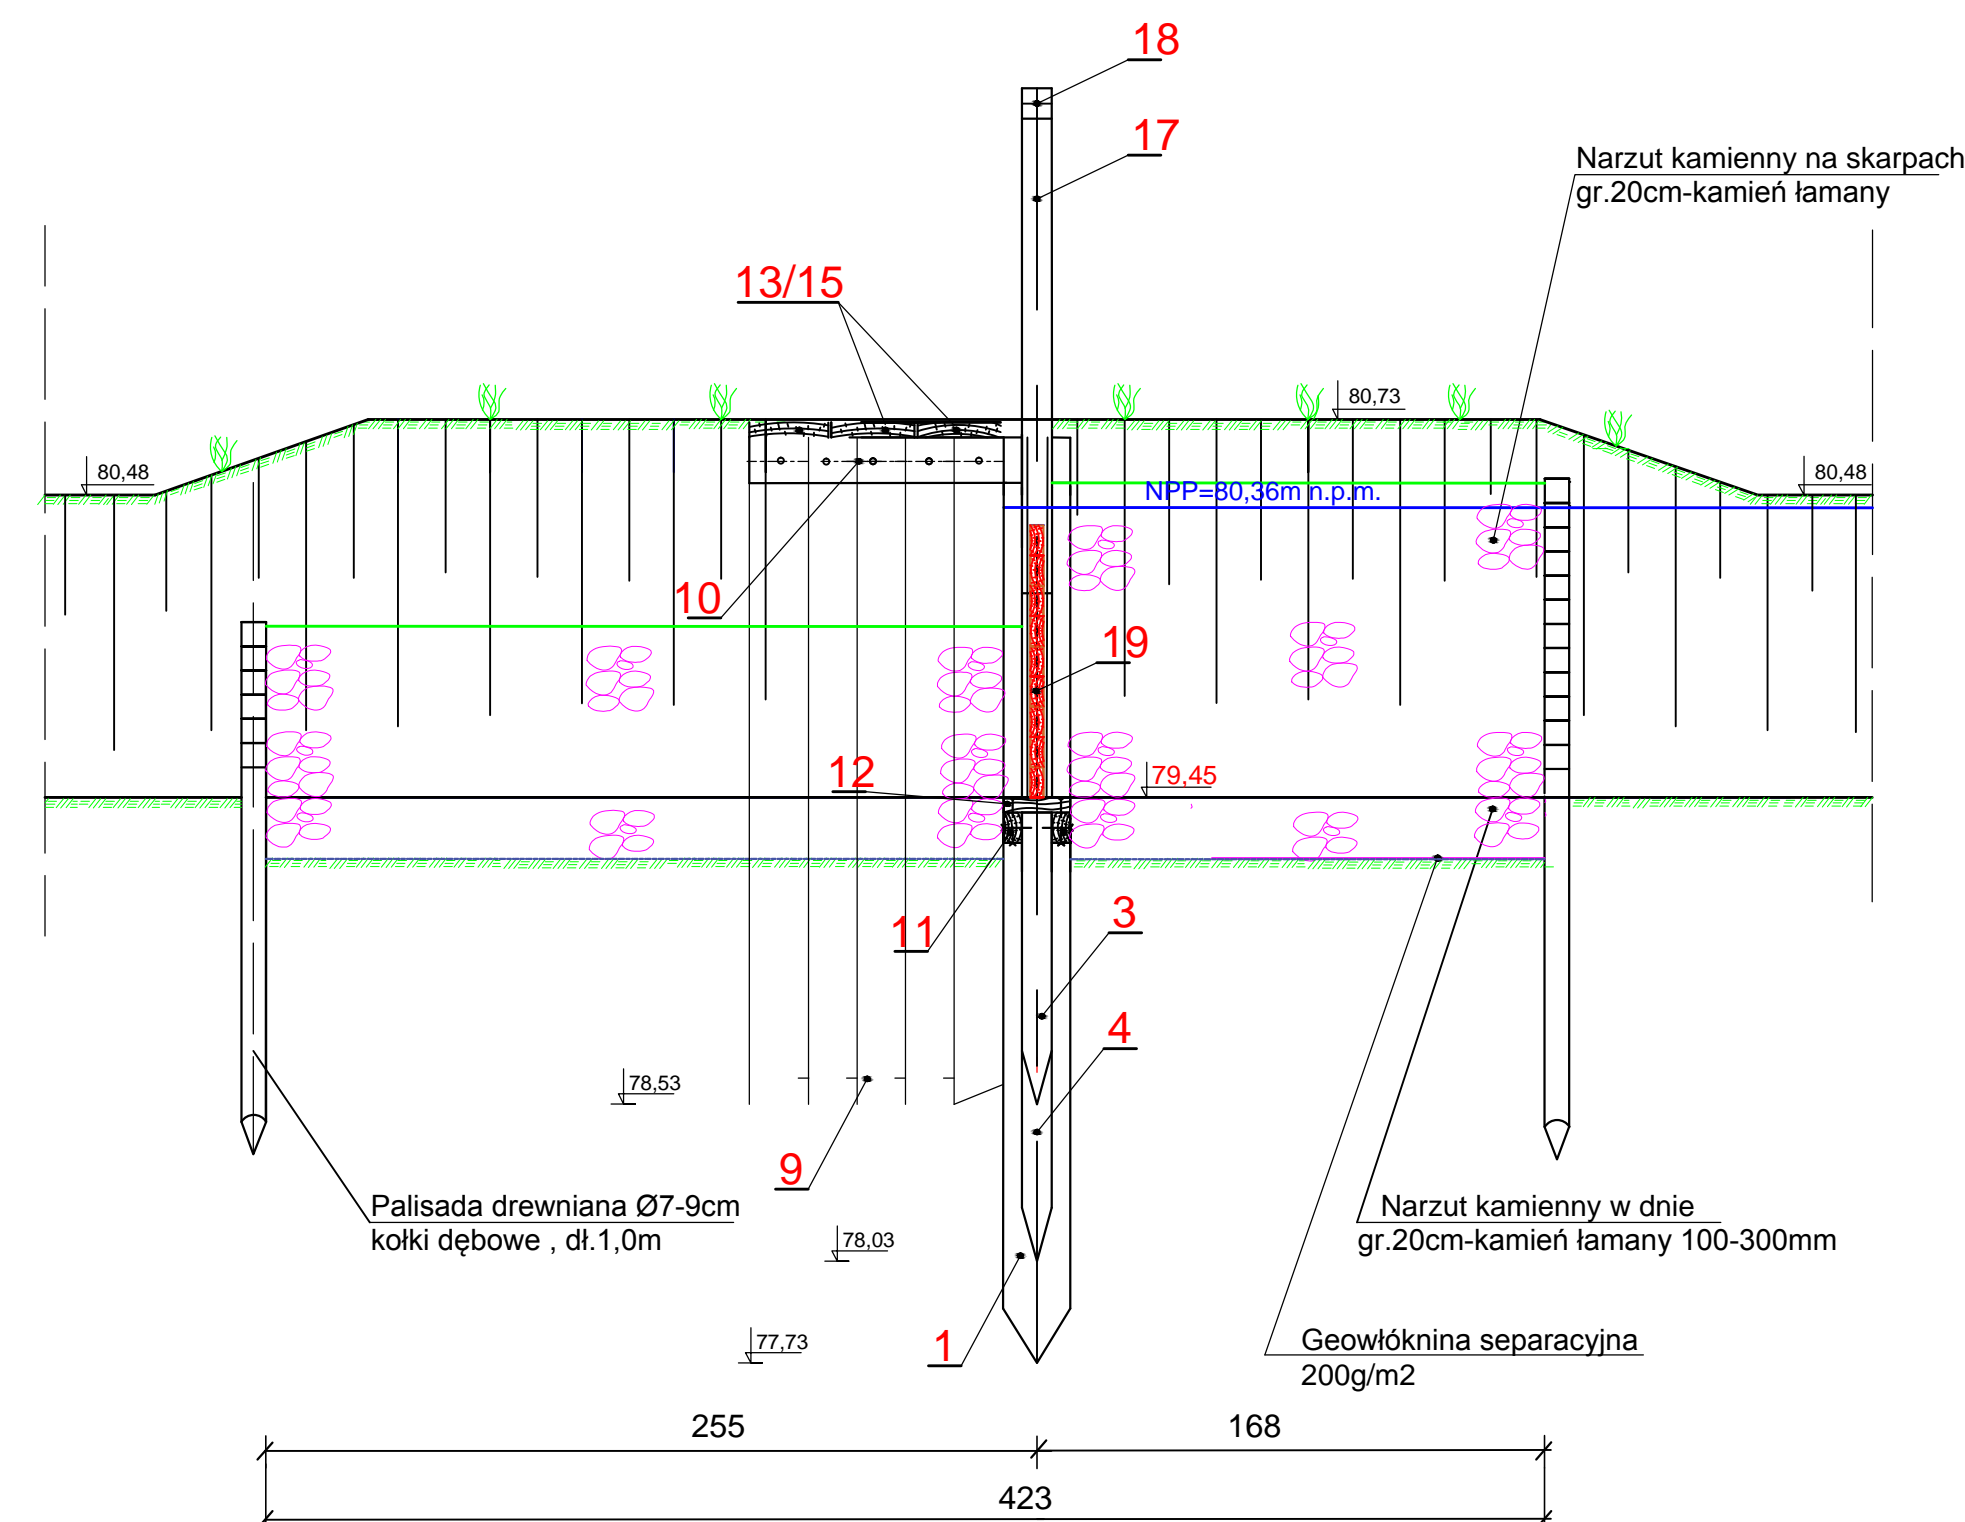 18
17
Narzut kamienny na skarpach
gr.20cm-kamień łamany
13/15
80,73
80,48
80,48
NPP=80,36m n.p.m.
10
19
12
79,45
11
3
4
78,53
9
Palisada drewniana Ø7-9cm
kołki dębowe , dł.1,0m
Narzut kamienny w dnie
gr.20cm-kamień łamany 100-300mm
78,03
1
77,73
Geowłóknina separacyjna
200g/m2
255
168
423